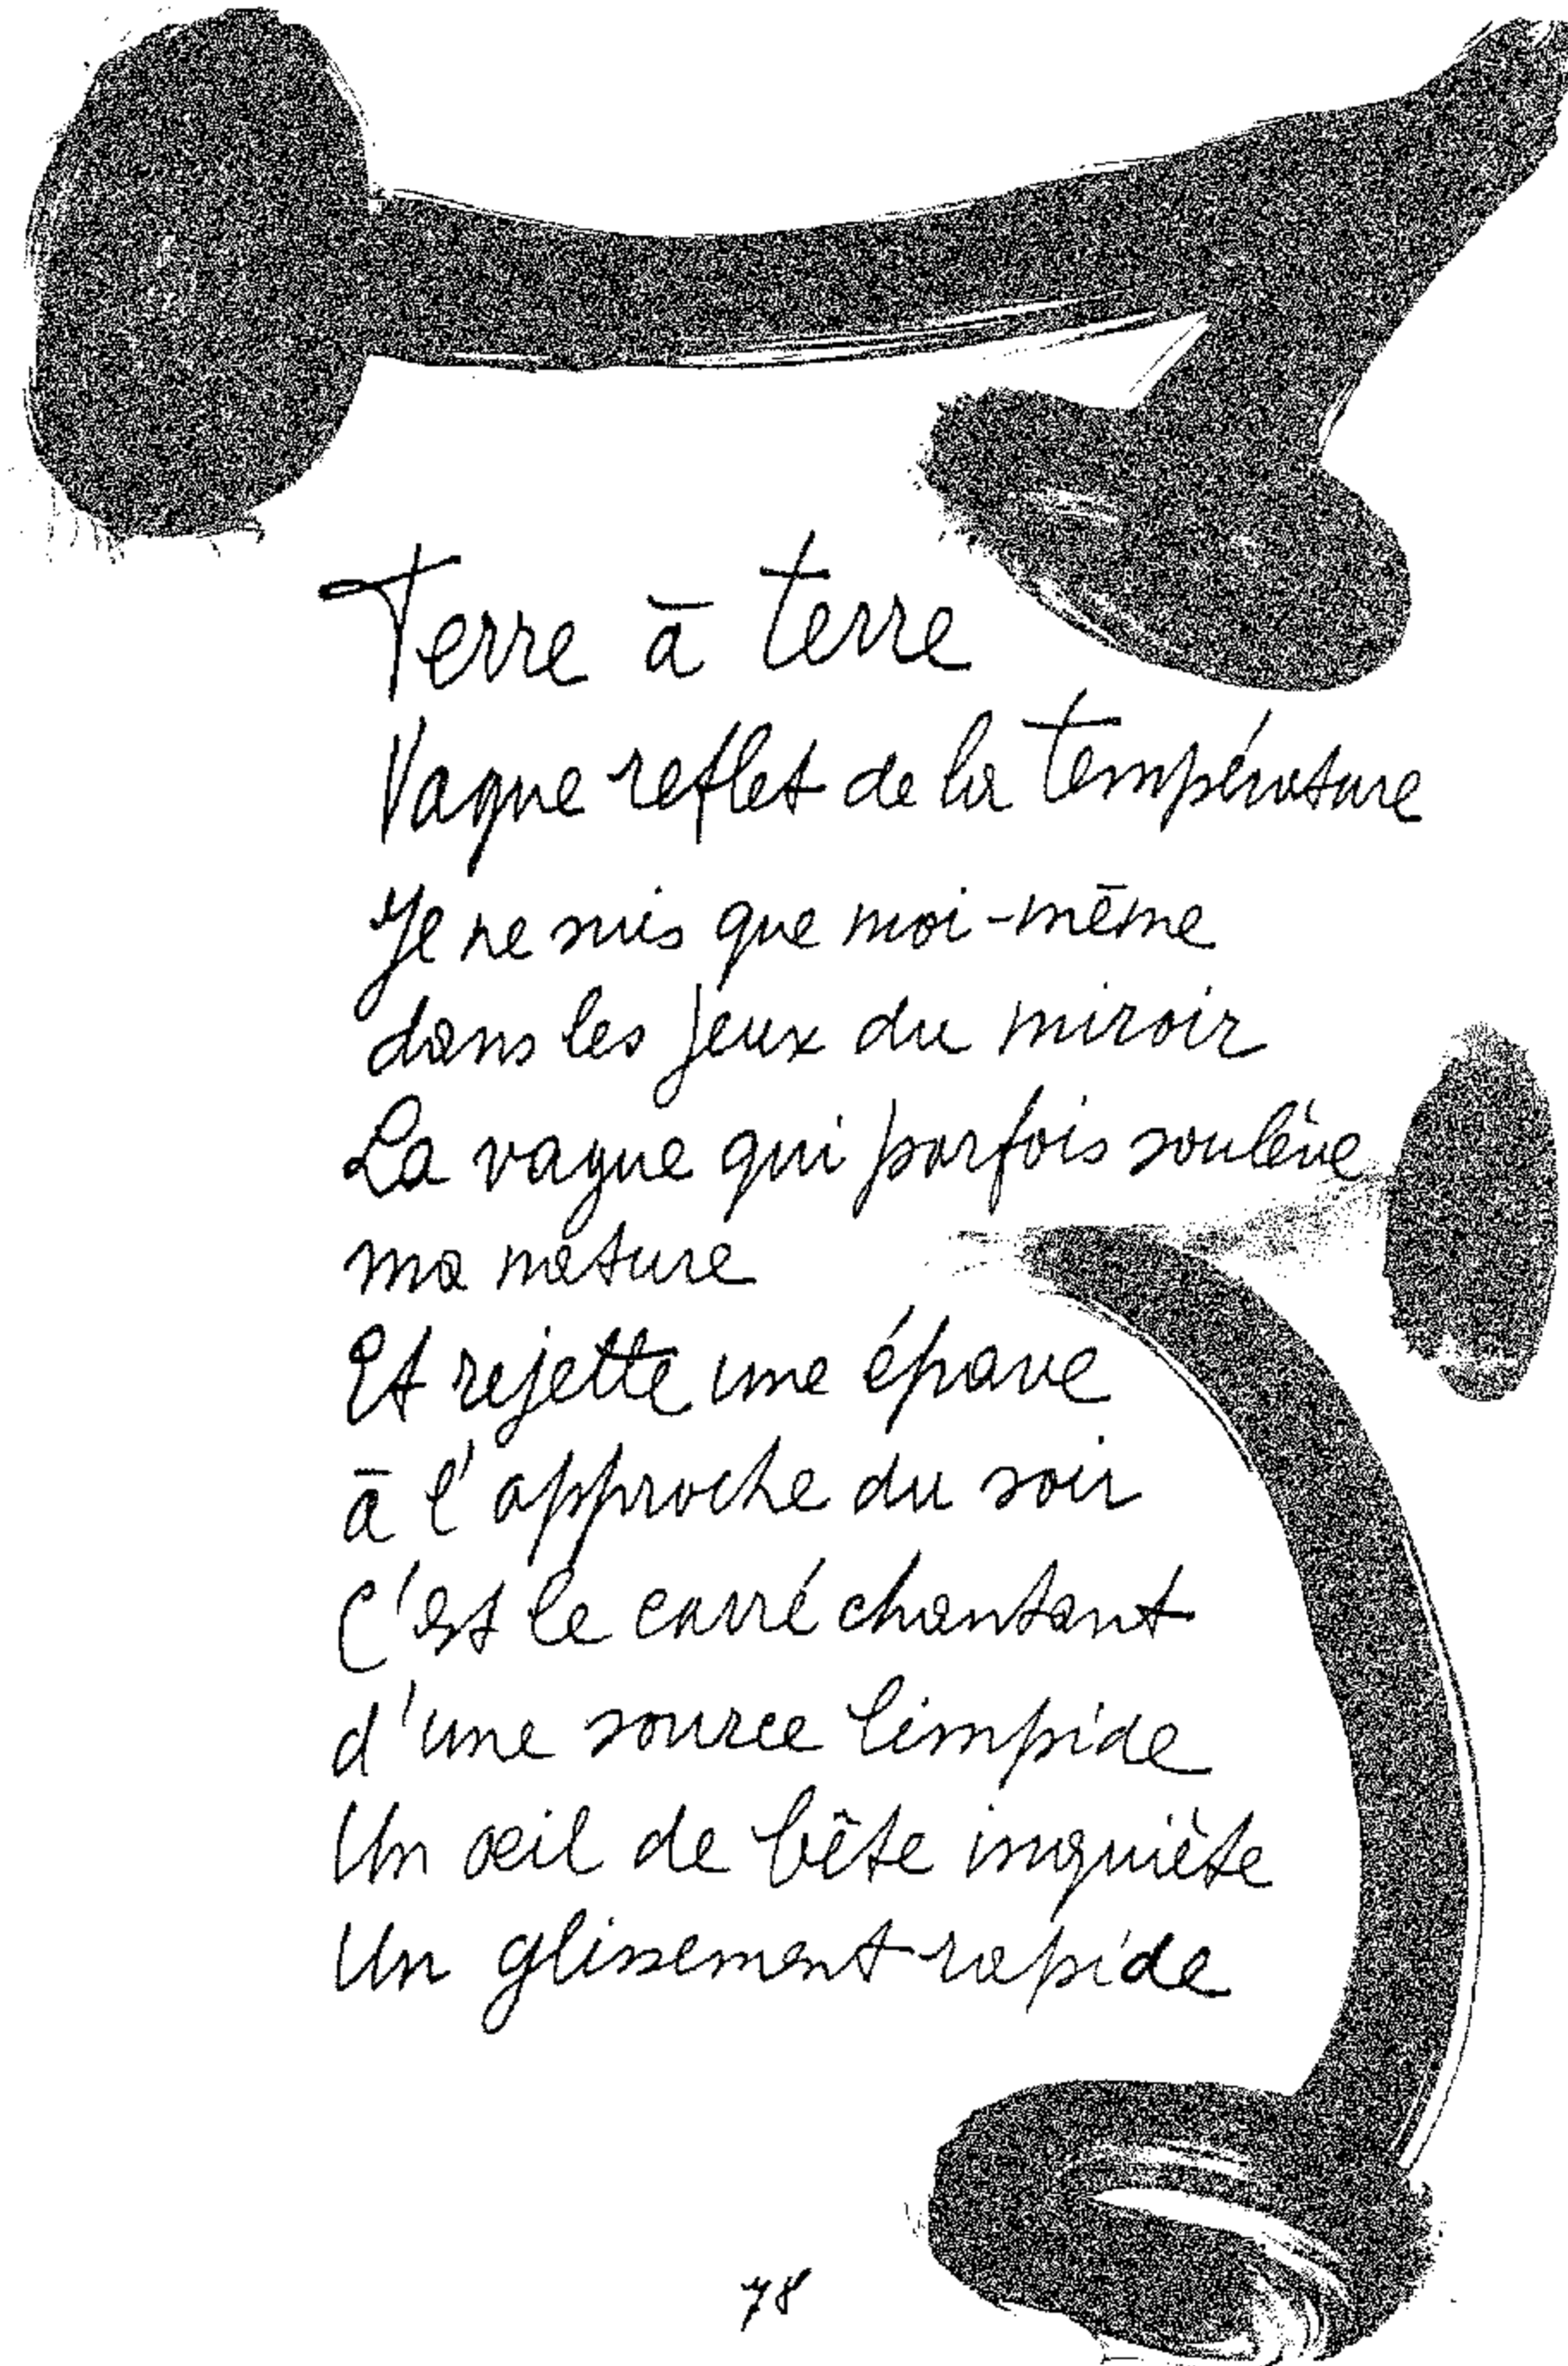 Terre à terre
Vague reflet de la température
Je ne suis que moi-même
dans les jeux du miroir
La vague qui parfois soulève
ma nature
Et rejette une épave
à l'approche du soir
C'est le carré chantant
d'une source limpide
Un œil de bête inquiète
Un glissement rapide
78